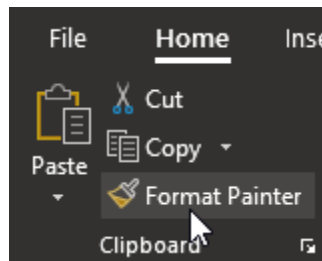 File Home Inse
Cut
Copy
Paste
Format Painter
Clipboard